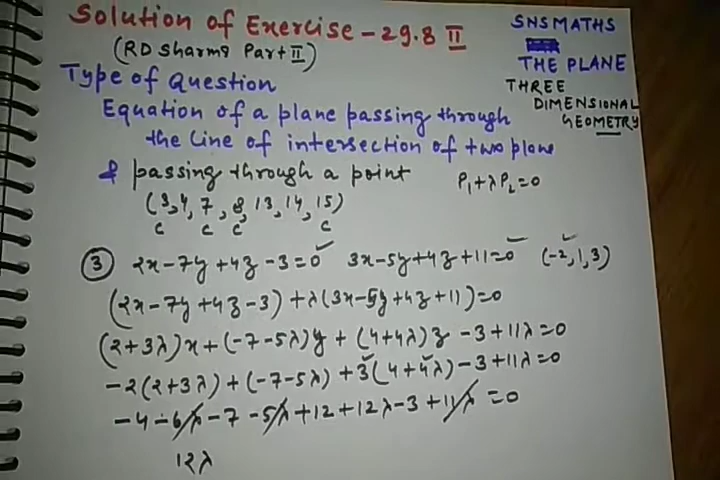 Solution of Exercise - 29.8 II
(RD Sharma Part II)
SNS MATHS
THE PLANE
THREE
DIMENSIONAL
GEOMETRY
Type of Question
Equation of a plane passing through
the line of intersection of two plane
& passing through a point
P₁+λP₂=0
(3,4, 7, 8, 13, 14, 15)
c c c c
③ 2x-7y+4z-3=0 3x-5y+4z+11=0 (-2,1,3)
(2x-7y+4z-3)+λ(3x-5y+4z+11)=0
(2+3λ)x+(-7-5λ)y+(4+4λ)z-3+11λ=0
-2(2+3λ)+(-7-5λ)+3(4+4λ)-3+11λ=0
-4-6λ-7-5λ+12+12λ-3+11λ=0
12λ